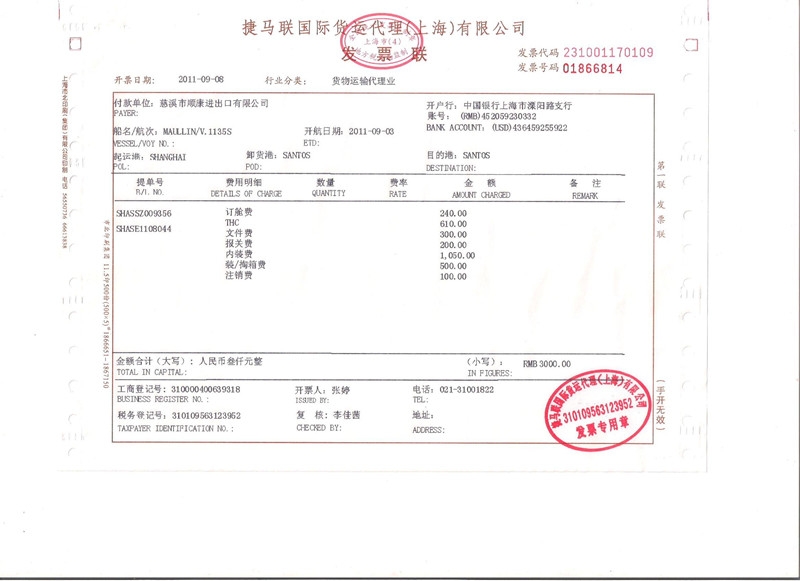 捷马联国际货运代理(上海)有限公司
发票联
上海市(4)
发票代码 231001170109
发票号码 01866814
开票日期： 2011-09-08 行业分类： 货物运输代理业
付款单位：慈溪市顺康进出口有限公司
PAYER:
开户行：中国银行上海市溧阳路支行
账号： (RMB)452059230332
BANK ACCOUNT: (USD)436459255922
船名/航次：MAULLIN/V.1135S 开航日期：2011-09-03
VESSEL/VOY NO.: ETD:
起运港：SHANGHAI 卸货港：SANTOS 目的港：SANTOS
POL: POD: DESTINATION:
提单号 费用明细 数量 费率 金 额 备 注
B/L NO. DETAILS OF CHARGE QUANTITY RATE AMOUNT CHARGED REMARK
SHASSZ009356 订舱费 240.00
THC 610.00
SHASE1108044 文件费 300.00
报关费 200.00
内装费 1,050.00
装/掏箱费 500.00
注销费 100.00
金额合计（大写）：人民币叁仟元整 （小写）： RMB 3000.00
TOTAL IN CAPITAL: IN FIGURES:
工商登记号：310000400639318 开票人：张婷 电话：021-31001822
BUSINESS REGISTER NO.: ISSUED BY: TEL:
税务登记号：310109563123952 复 核：李佳茜 地址：
TAXPAYER IDENTIFICATION NO.: CHECKED BY: ADDRESS:
捷马联国际货运代理(上海)有限公司
310109563123952
发票专用章
第一联 发票联
(手开无效)